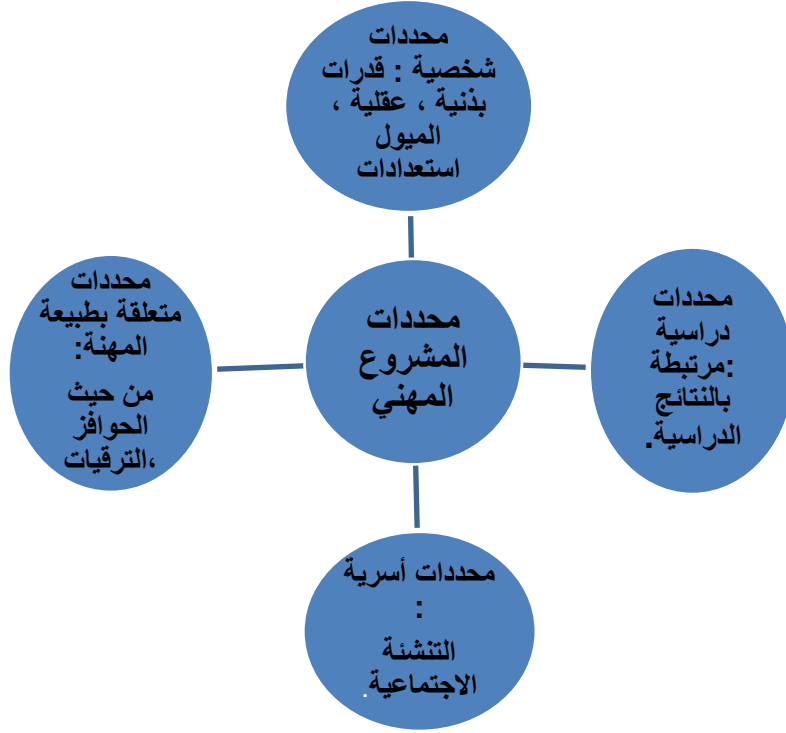 محددات
شخصية : قدرات
بذنية ، عقلية ،
الميول
استعدادات
محددات
دراسية
:مرتبطة
بالنتائج
الدراسية.
محددات
المشروع
المهني
محددات
متعلقة بطبيعة
المهنة:
من حيث
الحوافز
،الترقيات
محددات أسرية
:
التنشئة
الاجتماعية.